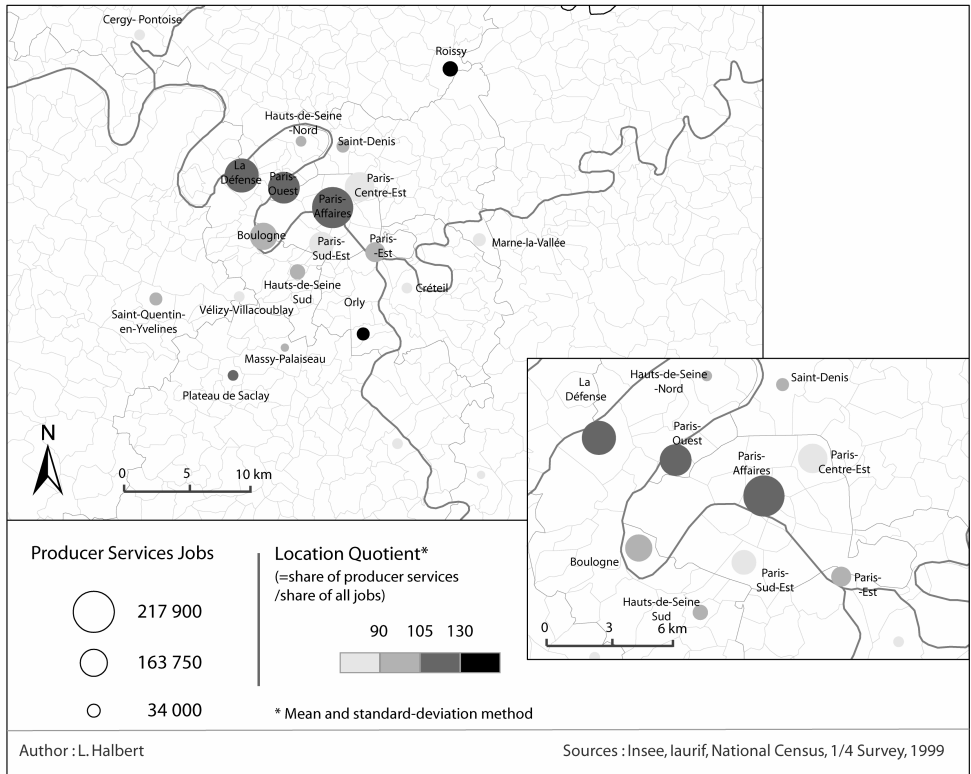 Cergy- Pontoise
Roissy
Hauts-de-Seine
-Nord
Saint-Denis
La
Défense
Paris-
Ouest
Paris-
Centre-Est
Paris-
Affaires
Boulogne
Paris-
Sud-Est
Paris-
-Est
Marne-la-Vallée
Hauts-de-Seine
Sud
Créteil
Orly
Vélizy-Villacoublay
Saint-Quentin-
en-Yvelines
Massy-Palaiseau
Plateau de Saclay
N
0 5 10 km
Hauts-de-Seine
-Nord
Saint-Denis
La
Défense
Paris-
Ouest
Paris-
Affaires
Paris-
Centre-Est
Boulogne
Paris-
Sud-Est
Paris-
-Est
Hauts-de-Seine
Sud
0 3 6 km
Producer Services Jobs
217 900
163 750
34 000
Location Quotient*
(=share of producer services
/share of all jobs)
90 105 130
* Mean and standard-deviation method
Author : L. Halbert
Sources : Insee, Iaurif, National Census, 1/4 Survey, 1999